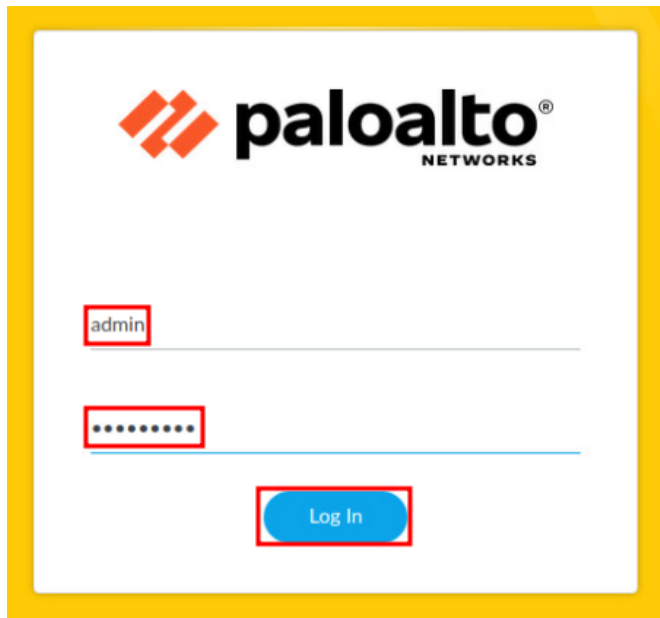 paloalto®
NETWORKS
admin
•••••••••
Log In